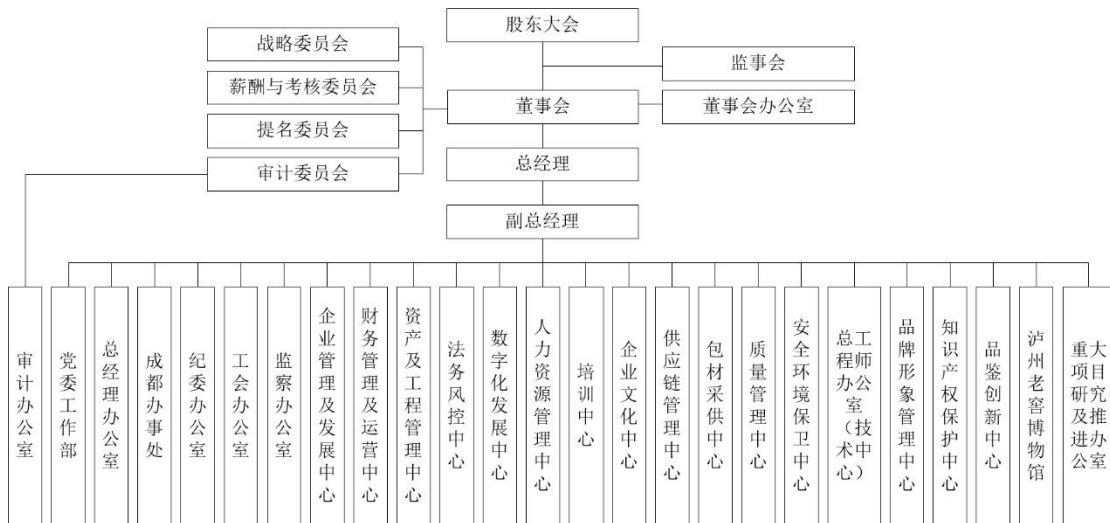 股东大会
战略委员会
监事会
薪酬与考核委员会
董事会
董事会办公室
提名委员会
总经理
审计委员会
副总经理
审计办公室
党委工作部
总经理办公室
成都办事处
纪委办公室
工会办公室
监察办公室
企业管理及发展中心
财务管理及运营中心
资产及工程管理中心
法务风控中心
数字化发展中心
人力资源管理中心
培训中心
企业文化中心
供应链管理中心
包材采供中心
质量管理中心
安全环境保卫中心
总工程师办公室（技术中心）
品牌形象管理中心
知识产权保护中心
品鉴创新中心
泸州老窖博物馆
重大项目研究及推进办公室